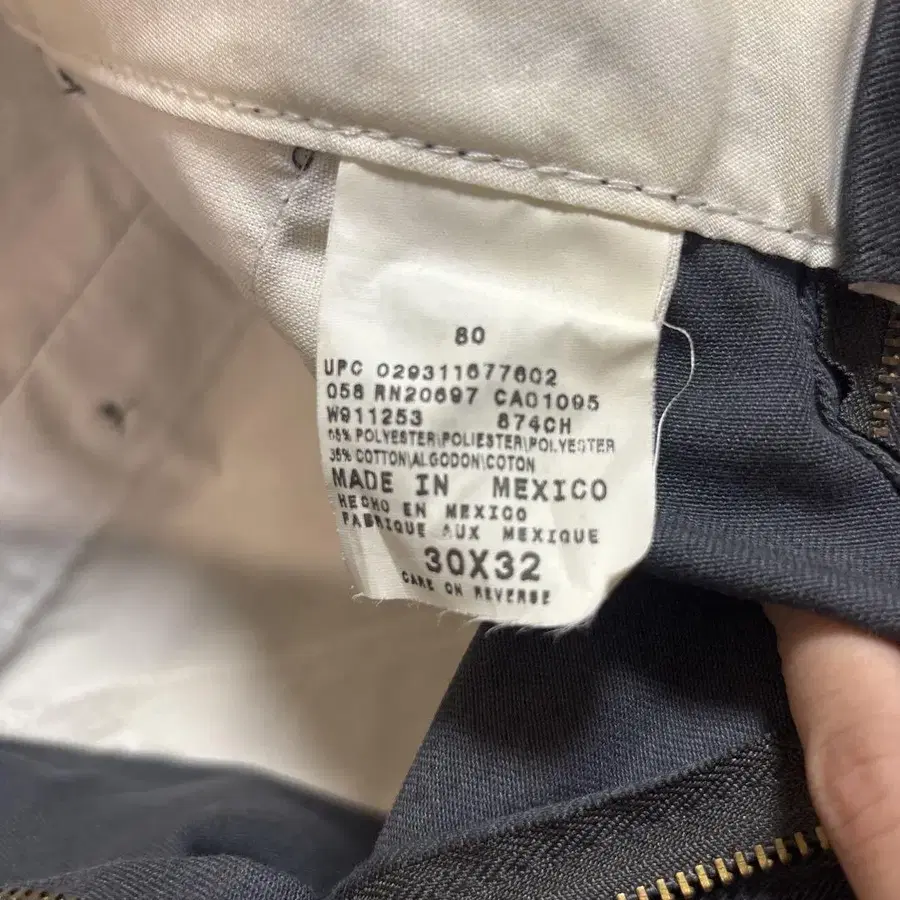 80
UPC 029311677602
058 RN20697 CA01095
W911253 874CH
65% POLYESTER\POLIESTER\POLYESTER
35% COTTON\ALGODON\COTON
MADE IN MEXICO
HECHO EN MEXICO
FABRIQUE AUX MEXIQUE
30X32
CARE ON REVERSE